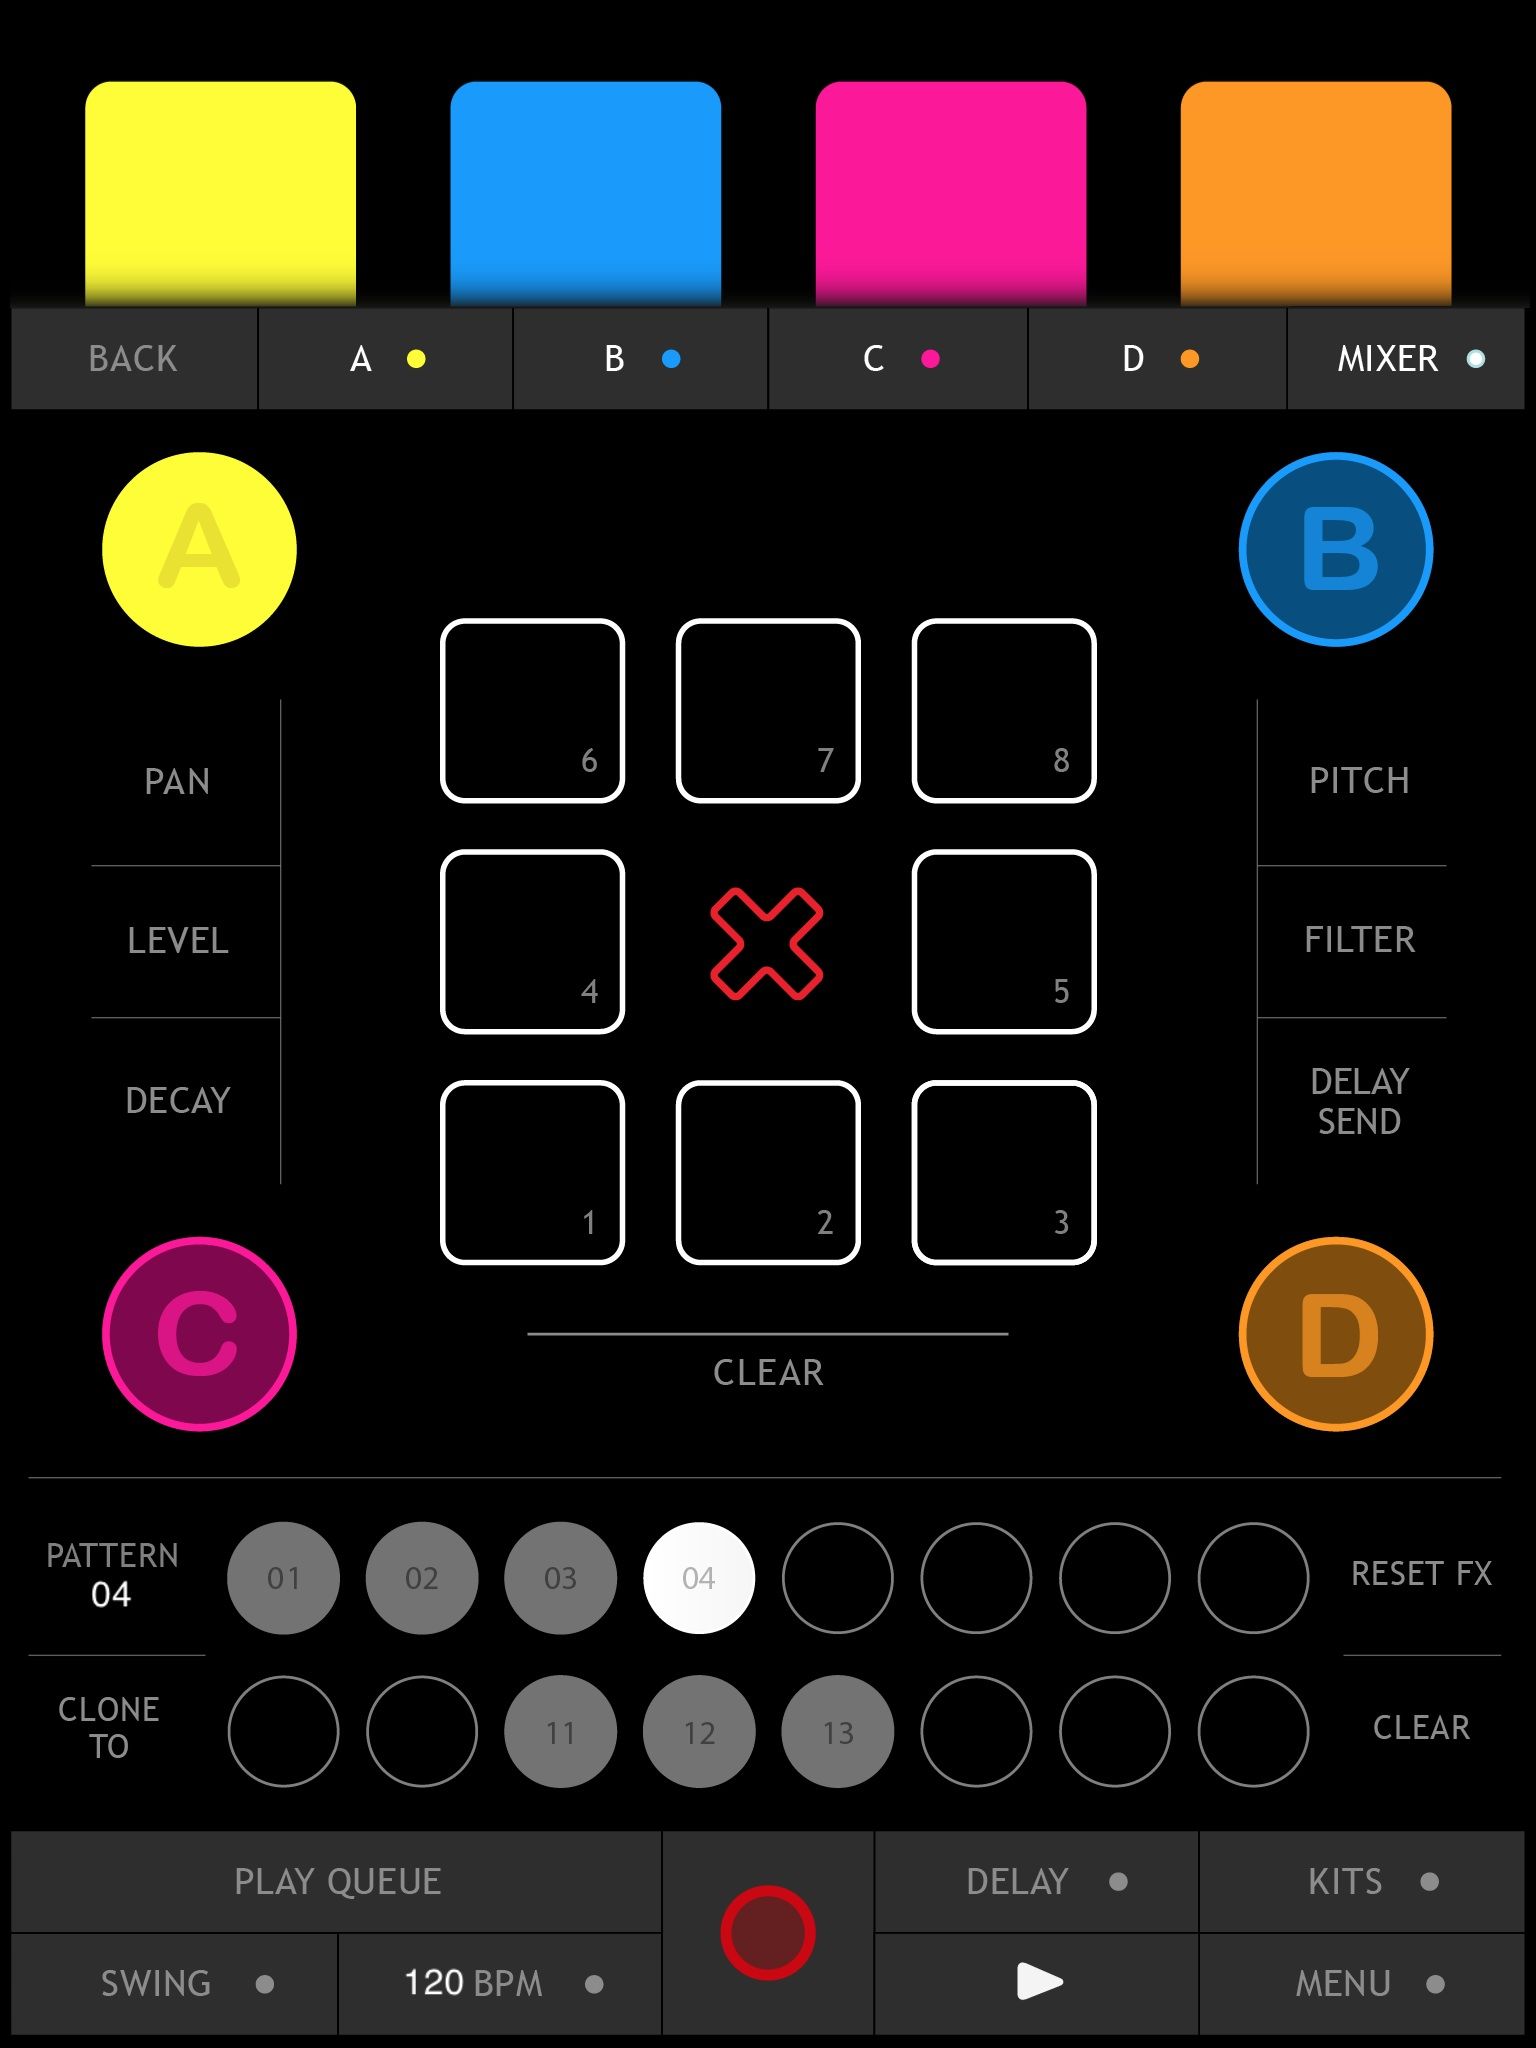 BACK A B C D MIXER
A B
6 7 8
PAN PITCH
LEVEL 4 5 FILTER
DECAY DELAY
SEND
1 2 3
C D
CLEAR
PATTERN 01 02 03 04 RESET FX
04
CLONE 11 12 13 CLEAR
TO
PLAY QUEUE DELAY KITS
SWING 120 BPM MENU